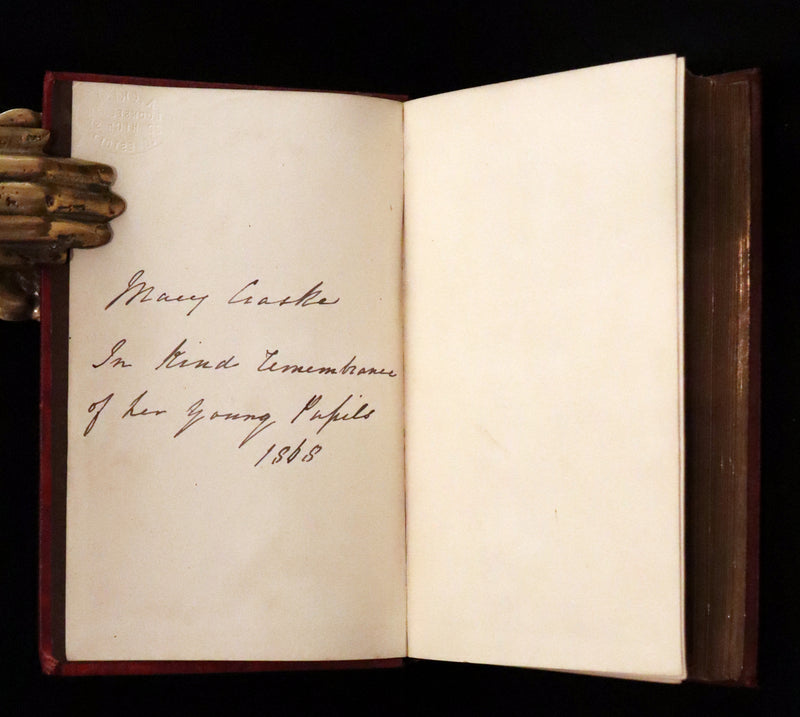 Mary Craske
In Kind remembrance
of her Young Pupils
1868